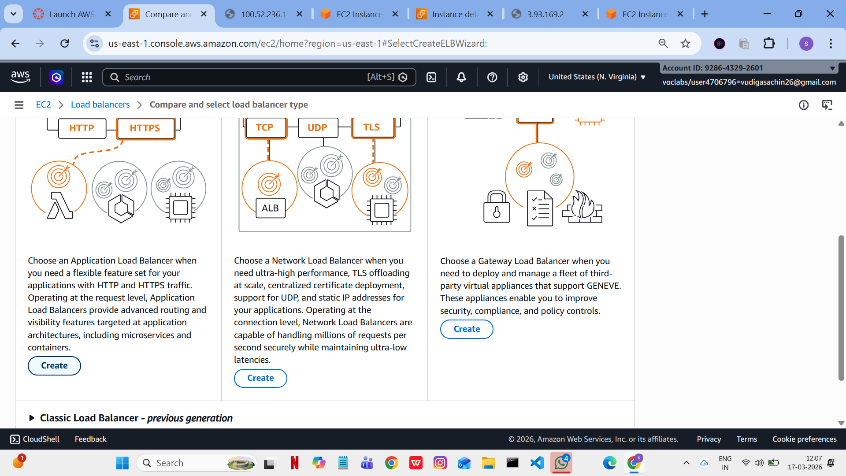 Launch AWS
Compare an
100.52.236.1
EC2 Instanc
Instance det
3.93.169.2
EC2 Instanc
us-east-1.console.aws.amazon.com/ec2/home?region=us-east-1#SelectCreateELBWizard:
S
aws
Search
[Alt+S]
United States (N. Virginia)
Account ID: 9286-4329-2601
voclabs/user4706796=vudigasachin26@gmail.com
EC2
Load balancers
Compare and select load balancer type
HTTP
HTTPS
TCP
UDP
TLS
ALB
Choose an Application Load Balancer when
you need a flexible feature set for your
applications with HTTP and HTTPS traffic.
Operating at the request level, Application
Load Balancers provide advanced routing and
visibility features targeted at application
architectures, including microservices and
containers.
Create
Choose a Network Load Balancer when you
need ultra-high performance, TLS offloading
at scale, centralized certificate deployment,
support for UDP, and static IP addresses for
your applications. Operating at the
connection level, Network Load Balancers are
capable of handling millions of requests per
second securely while maintaining ultra-low
latencies.
Create
Choose a Gateway Load Balancer when you
need to deploy and manage a fleet of third-
party virtual appliances that support GENEVE.
These appliances enable you to improve
security, compliance, and policy controls.
Create
Classic Load Balancer - previous generation
CloudShell
Feedback
© 2026, Amazon Web Services, Inc. or its affiliates.
Privacy
Terms
Cookie preferences
1
Search
4
ENG
IN
12:07
17-03-2026